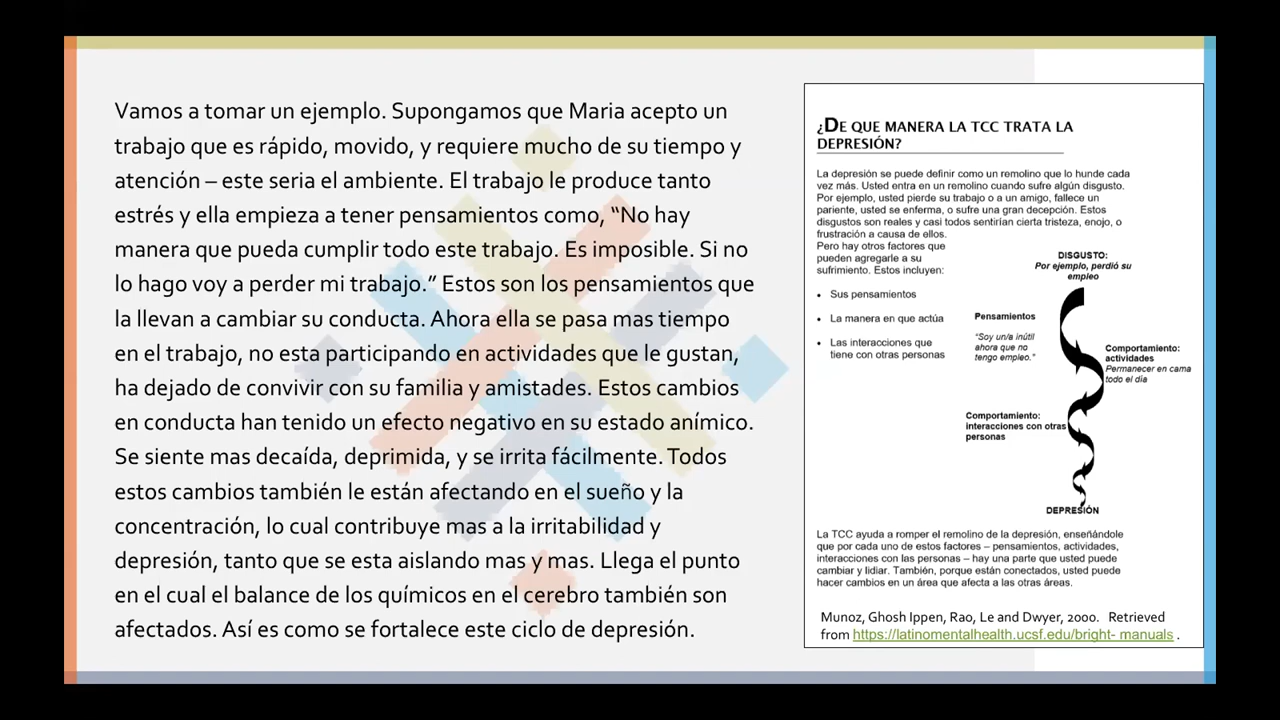 Vamos a tomar un ejemplo. Supongamos que Maria acepto un
trabajo que es rápido, movido, y requiere mucho de su tiempo y
atención – este seria el ambiente. El trabajo le produce tanto
estrés y ella empieza a tener pensamientos como, “No hay
manera que pueda cumplir todo este trabajo. Es imposible. Si no
lo hago voy a perder mi trabajo.” Estos son los pensamientos que
la llevan a cambiar su conducta. Ahora ella se pasa mas tiempo
en el trabajo, no esta participando en actividades que le gustan,
ha dejado de convivir con su familia y amistades. Estos cambios
en conducta han tenido un efecto negativo en su estado anímico.
Se siente mas decaída, deprimida, y se irrita fácilmente. Todos
estos cambios también le están afectando en el sueño y la
concentración, lo cual contribuye mas a la irritabilidad y
depresión, tanto que se esta aislando mas y mas. Llega el punto
en el cual el balance de los químicos en el cerebro también son
afectados. Así es como se fortalece este ciclo de depresión.
¿DE QUE MANERA LA TCC TRATA LA
DEPRESIÓN?
La depresión se puede definir como un remolino que lo hunde cada
vez más. Usted entra en un remolino cuando sufre algún disgusto.
Por ejemplo, usted pierde su trabajo o a un amigo, fallece un
pariente, usted se enferma, o sufre una gran decepción. Estos
disgustos son reales y casi todos sentirían cierta tristeza, enojo, o
frustración a causa de ellos.
Pero hay otros factores que
pueden agregarle a su
sufrimiento. Estos incluyen:
• Sus pensamientos
• La manera en que actúa
• Las interacciones que
tiene con otras personas
DISGUSTO:
Por ejemplo, perdió su
empleo
Pensamientos
“Soy un/a inútil
ahora que no
tengo empleo.”
Comportamiento:
actividades
Permanecer en cama
todo el día
Comportamiento:
interacciones con otras
personas
DEPRESIÓN
La TCC ayuda a romper el remolino de la depresión, enseñándole
que por cada uno de estos factores – pensamientos, actividades,
interacciones con las personas – hay una parte que usted puede
cambiar y lidiar. También, porque están conectados, usted puede
hacer cambios en un área que afecta a las otras áreas.
Munoz, Ghosh Ippen, Rao, Le and Dwyer, 2000. Retrieved
from https://latinomentalhealth.ucsf.edu/bright- manuals .